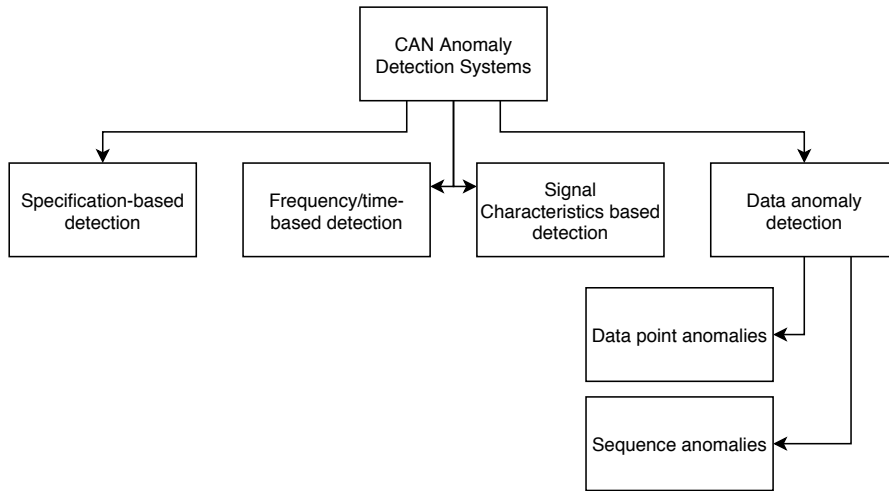 CAN Anomaly
Detection Systems
Specification-based
detection
Frequency/time-
based detection
Signal
Characteristics based
detection
Data anomaly
detection
Data point anomalies
Sequence anomalies